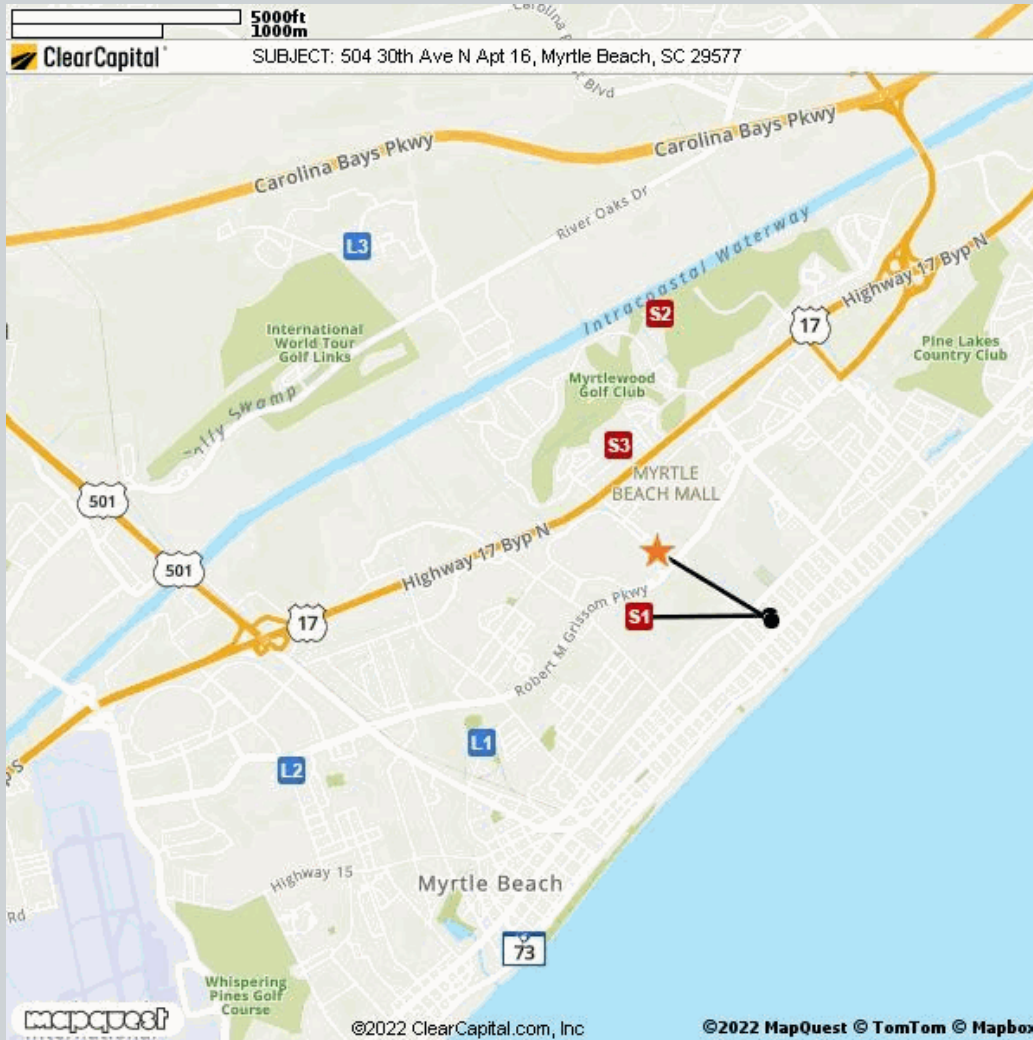 5000ft
1000m
ClearCapital
SUBJECT: 504 30th Ave N Apt 16, Myrtle Beach, SC 29577
Blvd
Carolina Bays Pkwy
Carolina Bays Pkwy
River Oaks Dr
L3
Intracoastal Waterway
Highway 17 Byp N
S2
17
International
World Tour
Golf Links
Pine Lakes
Country Club
Myrtlewood
Golf Club
Swamp
S3
MYRTLE
BEACH MALL
501
501
Highway 17 Byp N
17
Robert M Grissom Pkwy
S1
L1
L2
Highway 15
Myrtle Beach
Rd
73
Whispering
Pines Golf
Course
mapquest
©2022 ClearCapital.com, Inc
©2022 MapQuest © TomTom © Mapbox